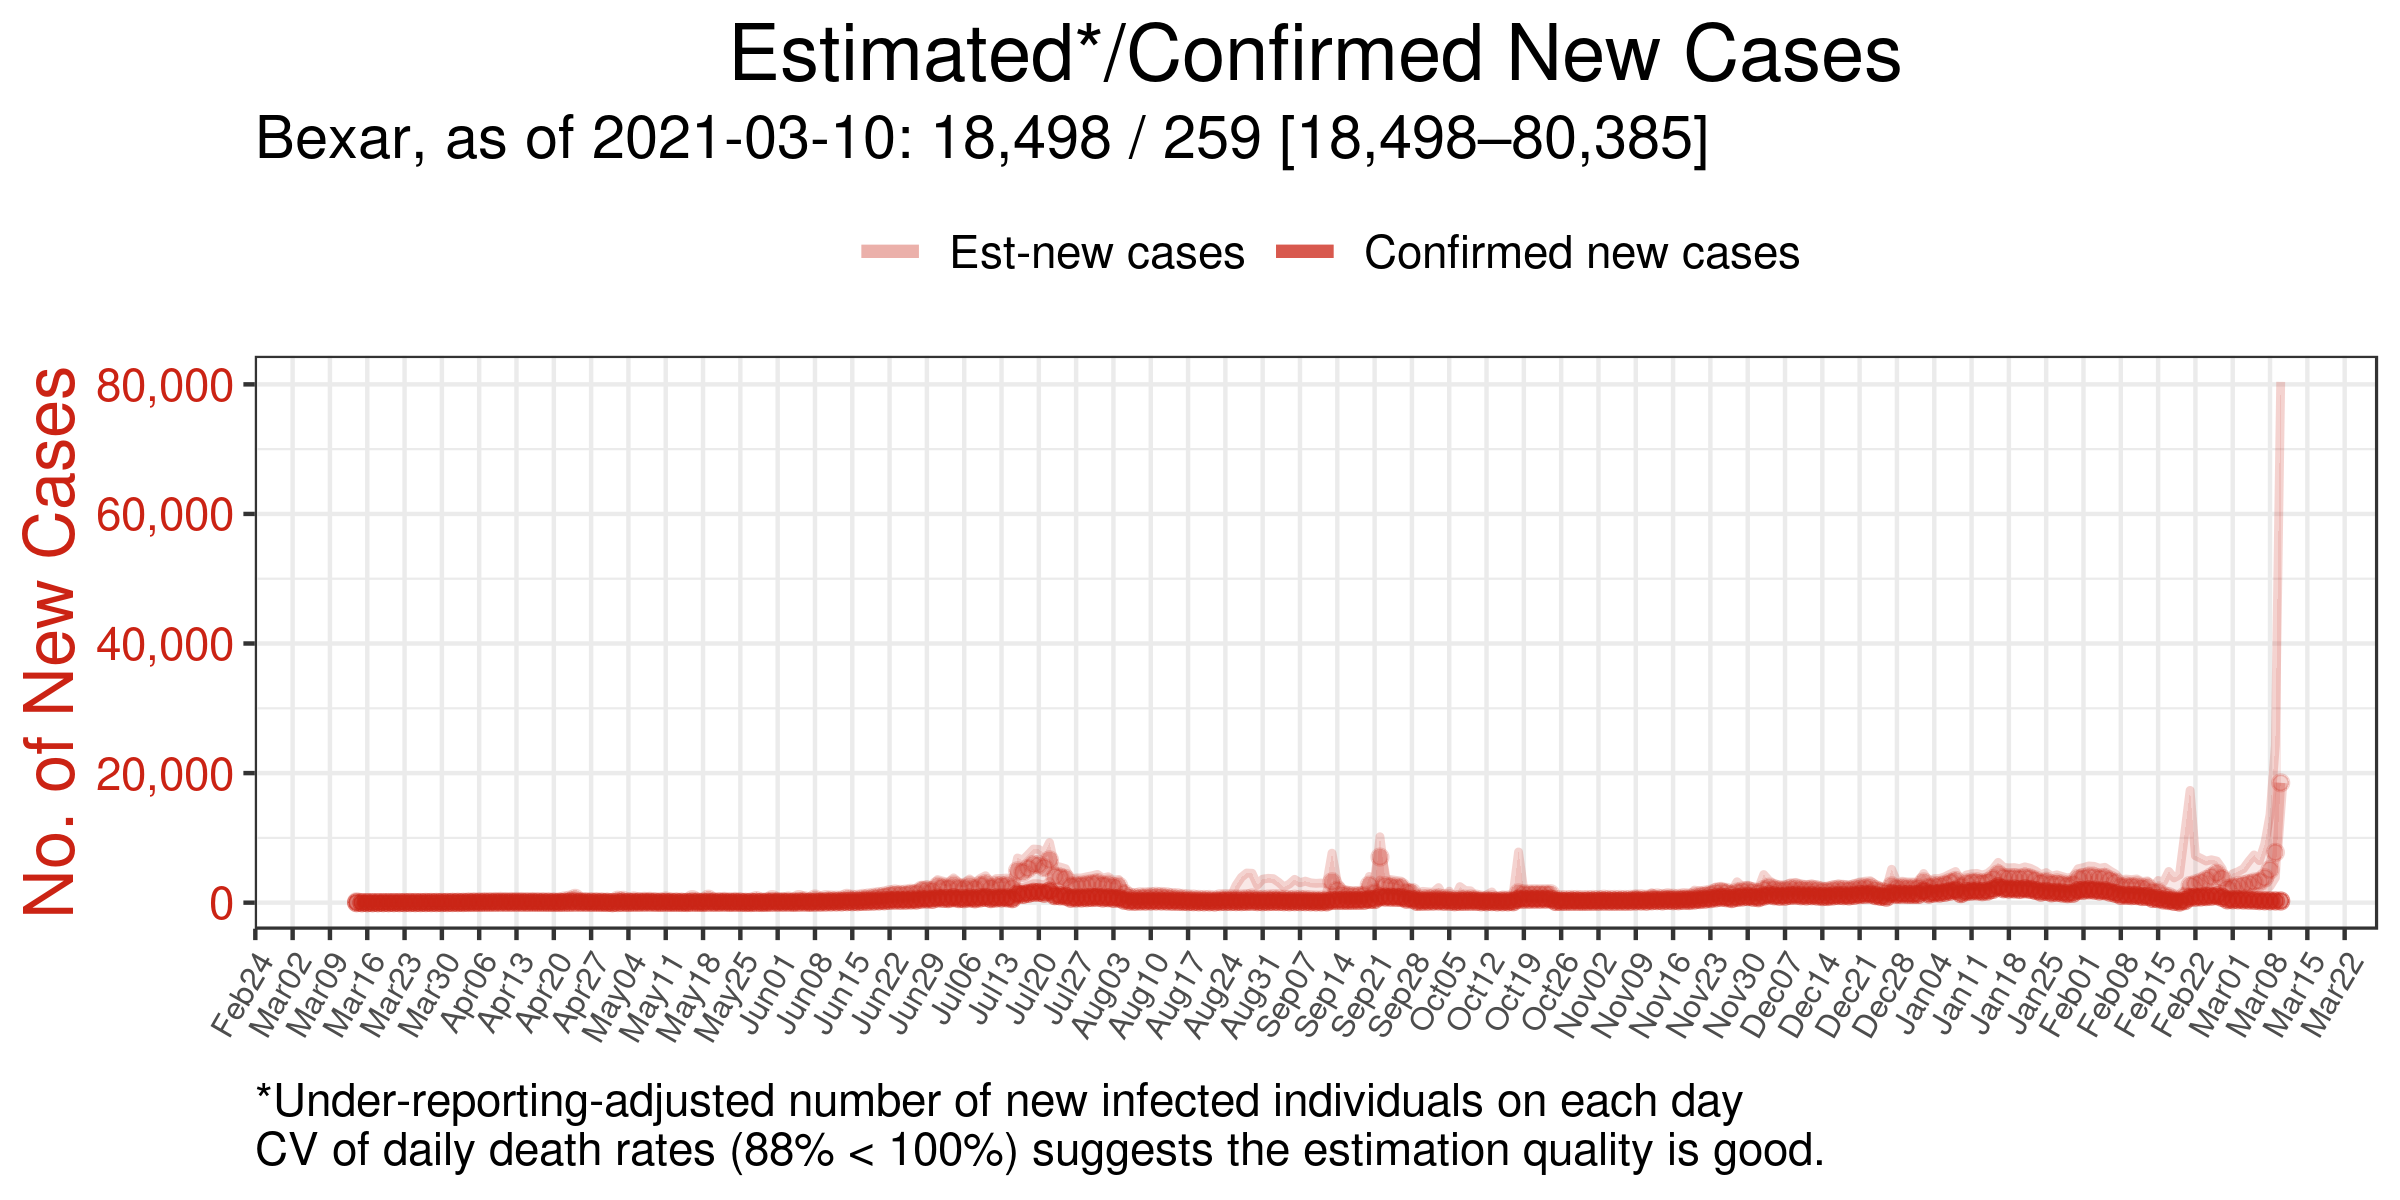 Estimated*/Confirmed New Cases
Bexar, as of 2021-03-10: 18,498 / 259 [18,498–80,385]
Est-new cases
Confirmed new cases
No. of New Cases
80,000
60,000
40,000
20,000
0
Feb24
Mar02
Mar09
Mar16
Mar23
Mar30
Apr06
Apr13
Apr20
Apr27
May04
May11
May18
May25
Jun01
Jun08
Jun15
Jun22
Jun29
Jul06
Jul13
Jul20
Jul27
Aug03
Aug10
Aug17
Aug24
Aug31
Sep07
Sep14
Sep21
Sep28
Oct05
Oct12
Oct19
Oct26
Nov02
Nov09
Nov16
Nov23
Nov30
Dec07
Dec14
Dec21
Dec28
Jan04
Jan11
Jan18
Jan25
Feb01
Feb08
Feb15
Feb22
Mar01
Mar08
Mar15
Mar22
*Under-reporting-adjusted number of new infected individuals on each day
CV of daily death rates (88% < 100%) suggests the estimation quality is good.